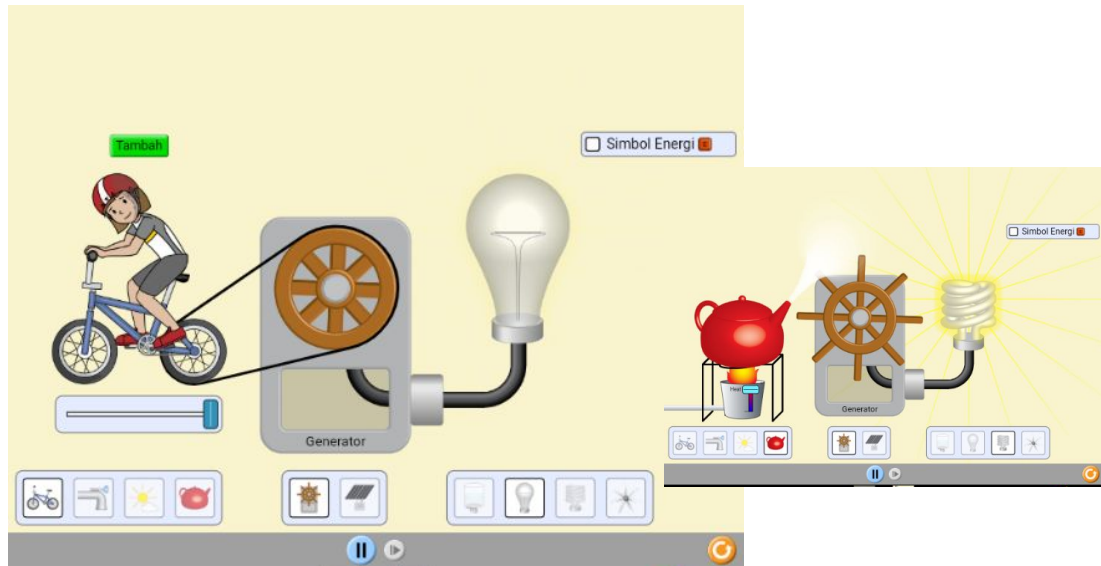 Tambah
Simbol Energi E
Generator
Simbol Energi E
Heat
Generator